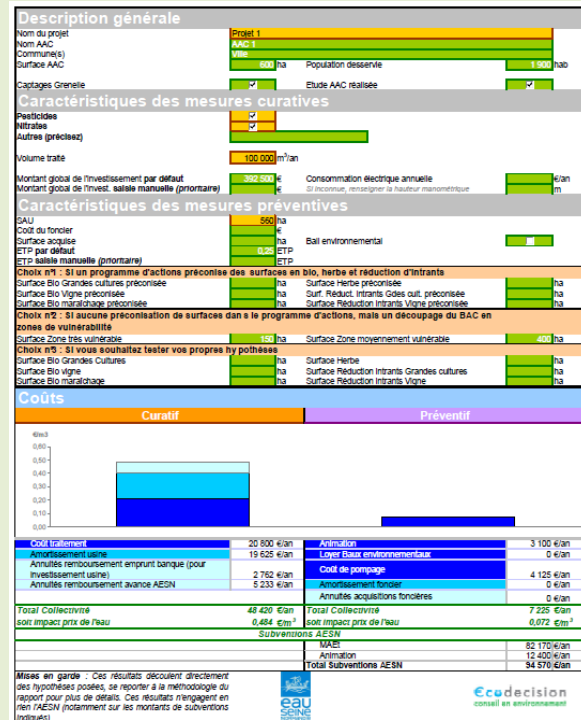 Description générale
Nom du projet Projet 1
Nom AAC AAC 1
Commune(s) Ville
Surface AAC 600 ha Population desservie 1 900 hab
Captages Grenelle Etude AAC réalisée
Caractéristiques des mesures curatives
Pesticides
Nitrates
Autres (précisez)
Volume traité 100 000 m³/an
Montant global de l'investissement par défaut 392 500 € Consommation électrique annuelle €/an
Montant global de l'invest. saisie manuelle (prioritaire) € Si inconnue, renseigner la hauteur manométrique m
Caractéristiques des mesures préventives
SAU 560 ha
Coût du foncier €
Surface acquise ha Bail environnemental
ETP par défaut 0,25 ETP
ETP saisie manuelle (prioritaire) ETP
Choix n°1 : Si un programme d'actions préconise des surfaces en bio, herbe et réduction d'intrants
Surface Bio Grandes cultures préconisée ha Surface Herbe préconisée ha
Surface Bio Vigne préconisée ha Surf. Réduct. Intrants Gdes cult. préconisée ha
Surface Bio maraîchage préconisée ha Surface Réduction Intrants Vigne préconisée ha
Choix n°2 : Si aucune préconisation de surfaces dan s le programme d'actions, mais un découpage du BAC en
zones de vulnérabilité
Surface Zone très vulnérable 150 ha Surface Zone moyennement vulnérable 400 ha
Choix n°3 : Si vous souhaitez tester vos propres hy pothèses
Surface Bio Grandes Cultures ha Surface Herbe ha
Surface Bio vigne ha Surface Réduction Intrants Grandes cultures ha
Surface Bio maraîchage ha Surface Réduction Intrants Vigne ha
Coûts
Curatif Préventif
€/m3
0,60
0,50
0,40
0,30
0,20
0,10
0,00
Coût traitement 20 800 €/an Animation 3 100 €/an
Amortissement usine 19 625 €/an Loyer Baux environnementaux 0 €/an
Annuités remboursement emprunt banque (pour
investissement usine) 2 762 €/an Coût de pompage 4 125 €/an
Annuités remboursement avance AESN 5 233 €/an Amortissement foncier 0 €/an
Annuités acquisitions foncières 0 €/an
Total Collectivité 48 420 €/an Total Collectivité 7 225 €/an
soit impact prix de l'eau 0,484 €/m³ soit impact prix de l'eau 0,072 €/m³
Subventions AESN
MAEt 82 170 €/an
Animation 12 400 €/an
Total Subventions AESN 94 570 €/an
Mises en garde : Ces résultats découlent directement
des hypothèses posées, se reporter à la méthodologie du
rapport pour plus de détails. Ces résultats n'engagent en
rien l'AESN (notamment sur les montants de subventions
indiqués)
eau
SEINE
NORMANDIE
Ecodecision
conseil en environnement